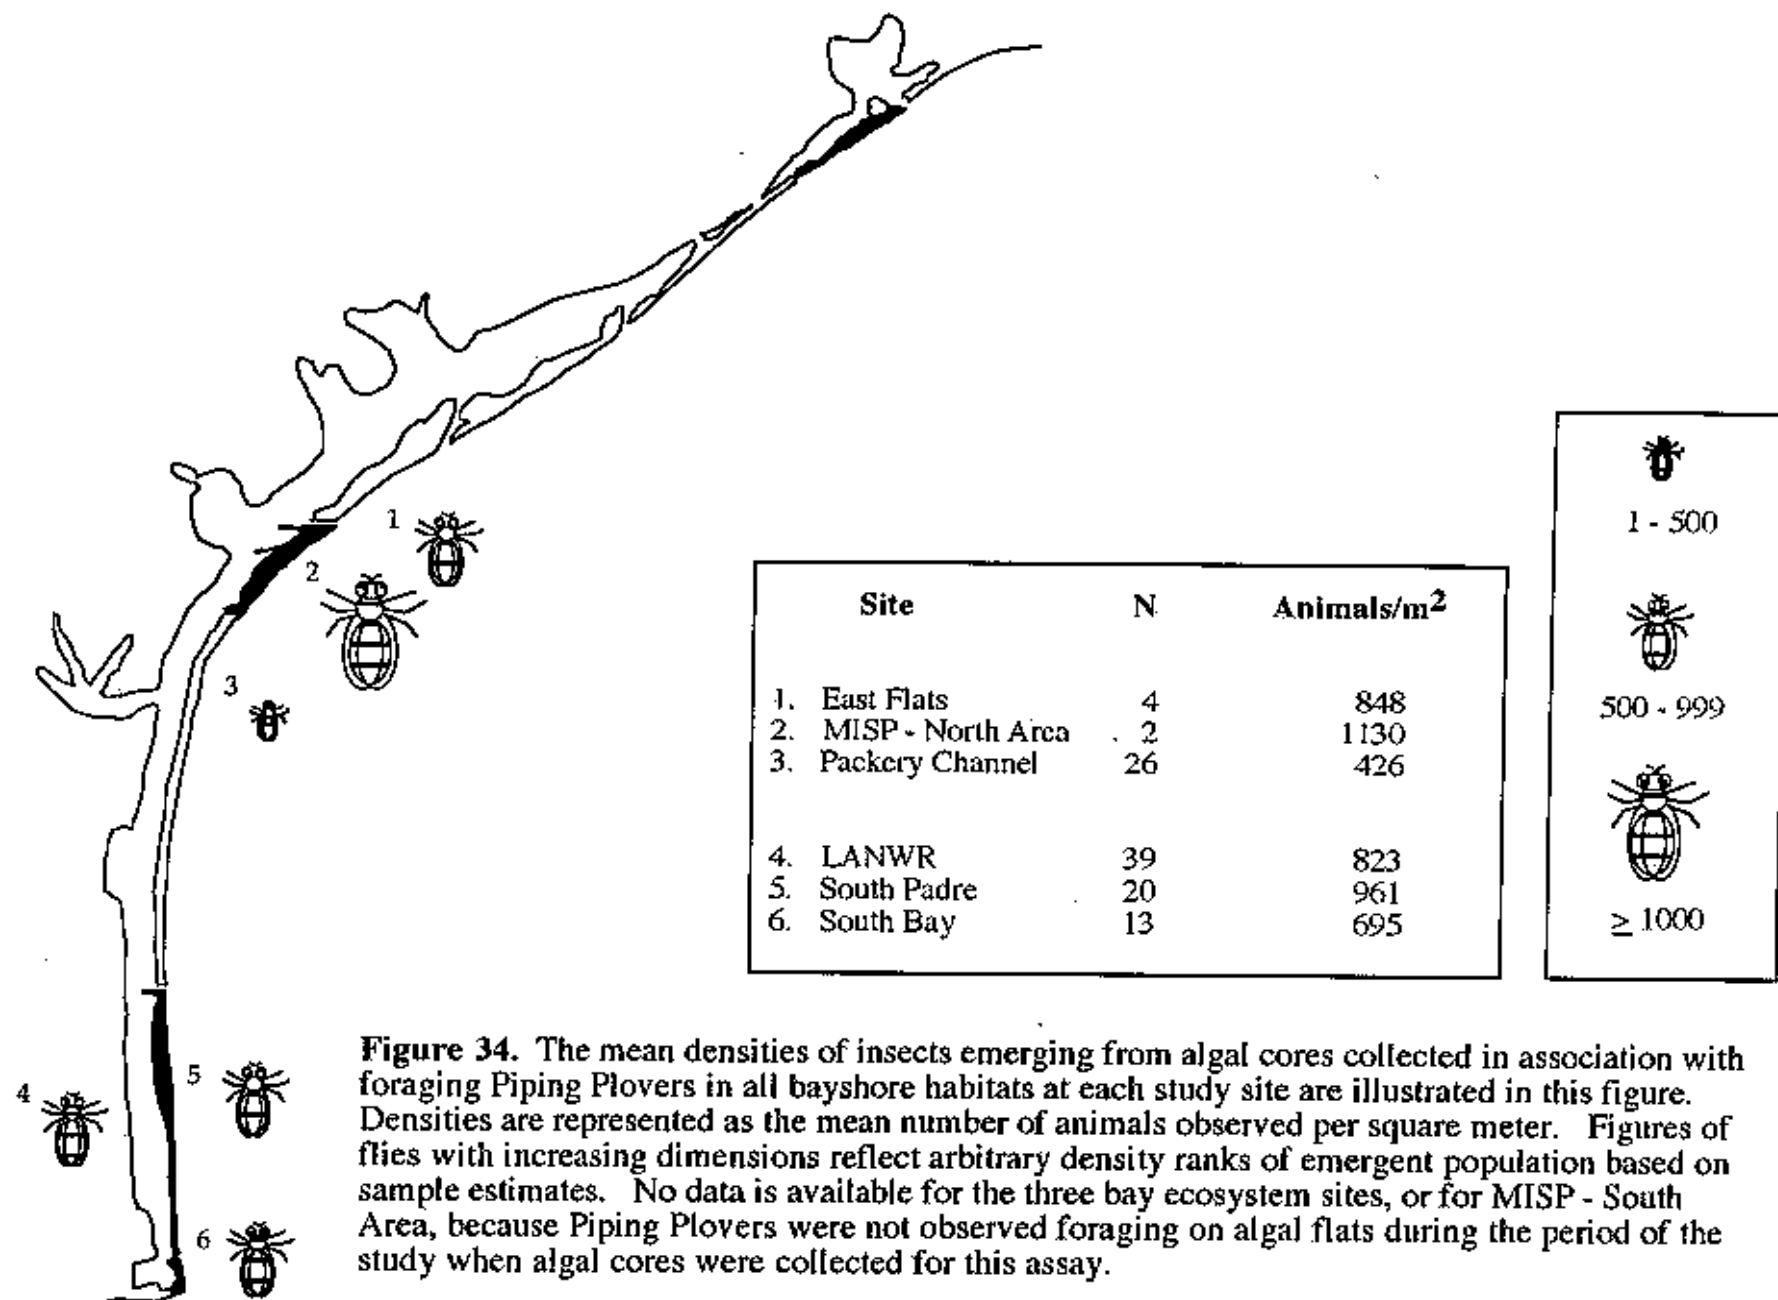 1
2
3
4
5
6
Site N Animals/m2
1. East Flats 4 848
2. MISP - North Area 2 1130
3. Packery Channel 26 426
4. LANWR 39 823
5. South Padre 20 961
6. South Bay 13 695
1 - 500
500 - 999
≥ 1000
Figure 34. The mean densities of insects emerging from algal cores collected in association with
foraging Piping Plovers in all bayshore habitats at each study site are illustrated in this figure.
Densities are represented as the mean number of animals observed per square meter. Figures of
flies with increasing dimensions reflect arbitrary density ranks of emergent population based on
sample estimates. No data is available for the three bay ecosystem sites, or for MISP - South
Area, because Piping Plovers were not observed foraging on algal flats during the period of the
study when algal cores were collected for this assay.